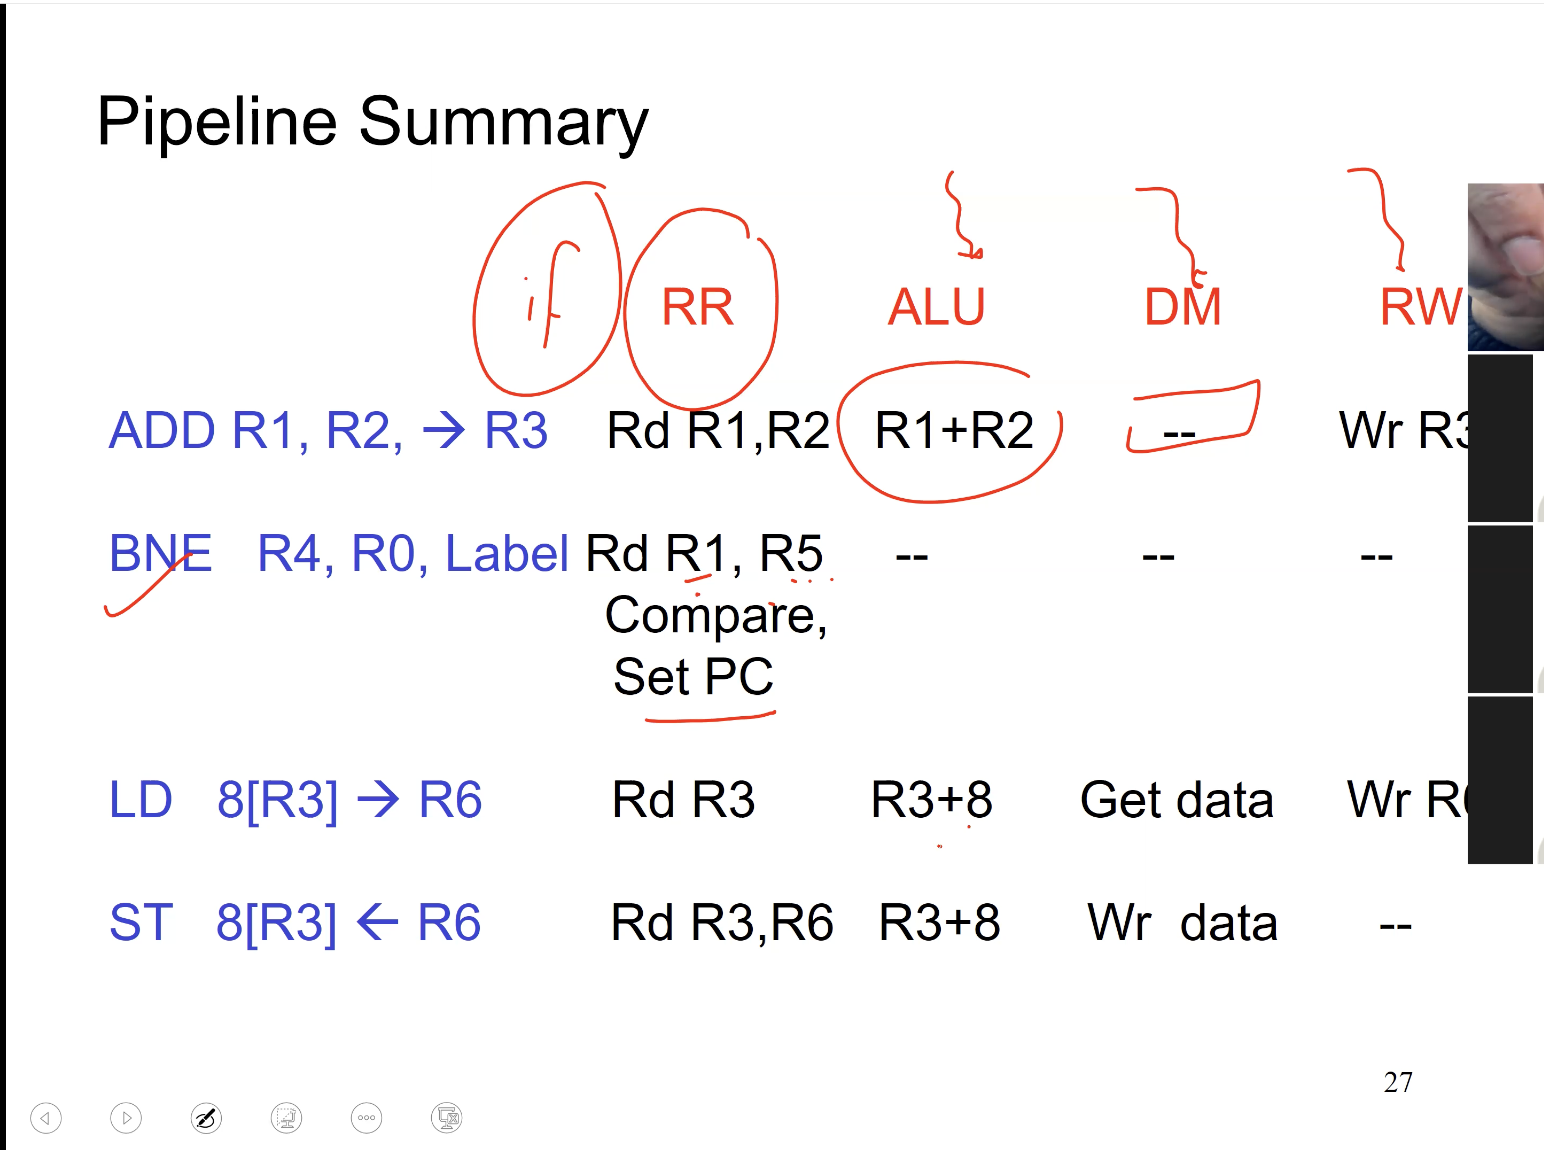 Pipeline Summary
if RR ALU DM RW
ADD R1, R2, → R3 Rd R1,R2 R1+R2 -- Wr R3
BNE R4, R0, Label Rd R1, R5 -- -- --
Compare,
Set PC
LD 8[R3] → R6 Rd R3 R3+8 Get data Wr R
ST 8[R3] ← R6 Rd R3,R6 R3+8 Wr data --
27